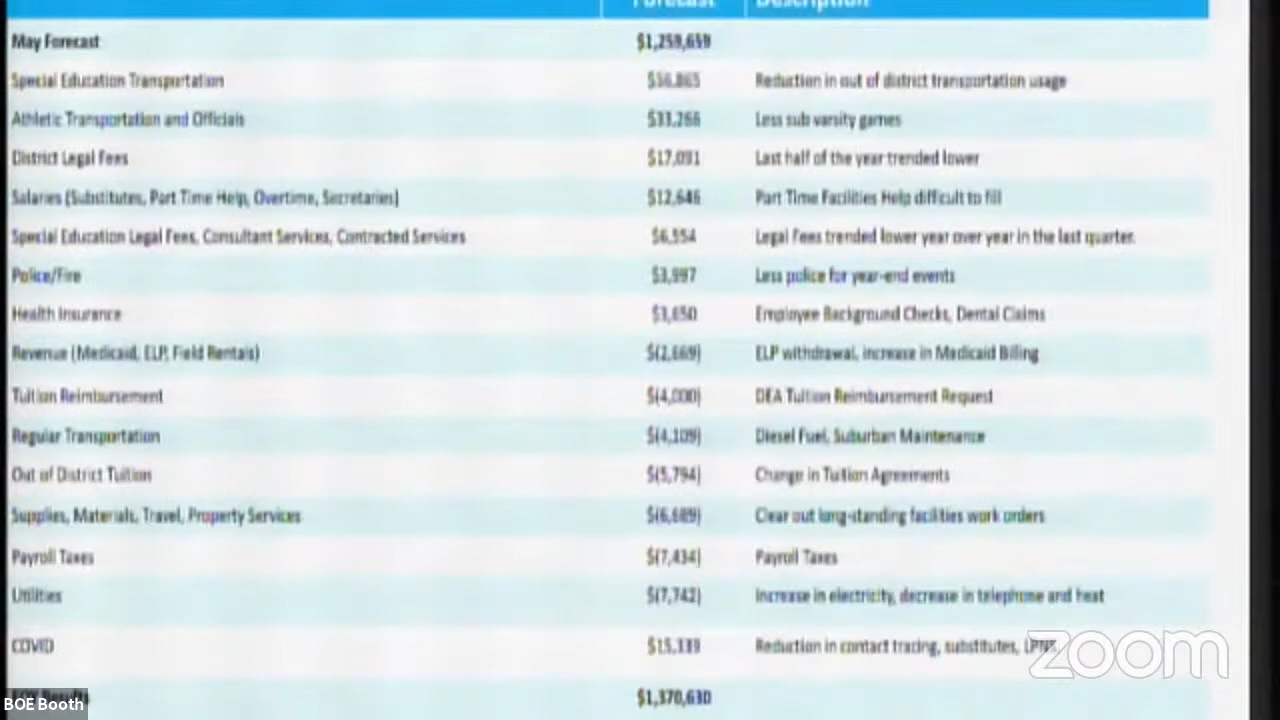 Forecast Description
May Forecast $1,259,659
Special Education Transportation $56,865 Reduction in out of district transportation usage
Athletic Transportation and Officials $33,266 Less sub varsity games
District Legal Fees $17,091 Last half of the year trended lower
Salaries (Substitutes, Part Time Help, Overtime, Secretaries) $12,646 Part Time Facilities Help difficult to fill
Special Education Legal Fees, Consultant Services, Contracted Services $6,554 Legal Fees trended lower year over year in the last quarter.
Police/Fire $3,997 Less police for year-end events
Health Insurance $3,650 Employee Background Checks, Dental Claims
Revenue (Medicaid, ELP, Field Rentals) $(2,669) ELP withdrawal, increase in Medicaid Billing
Tuition Reimbursement $(4,000) DEA Tuition Reimbursement Request
Regular Transportation $(4,109) Diesel Fuel, Suburban Maintenance
Out of District Tuition $(5,794) Change in Tuition Agreements
Supplies, Materials, Travel, Property Services $(6,689) Clear out long-standing facilities work orders
Payroll Taxes $(7,434) Payroll Taxes
Utilities $(7,742) Increase in electricity, decrease in telephone and heat
COVID $15,339 Reduction in contact tracing, substitutes, LPNs
Results $1,370,630
BOE Booth
zoom